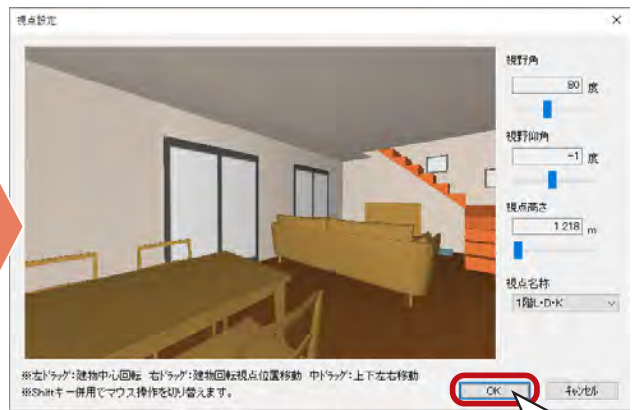 視点設定
視野角
80 度
視野仰角
-1 度
視点高さ
1.218 m
視点名称
1階L・D・K
※左ドラッグ:建物中心回転 右ドラッグ:建物回転視点位置移動 中ドラッグ:上下左右移動
※Shiftキー併用でマウス操作を切り替えます。
OK キャンセル